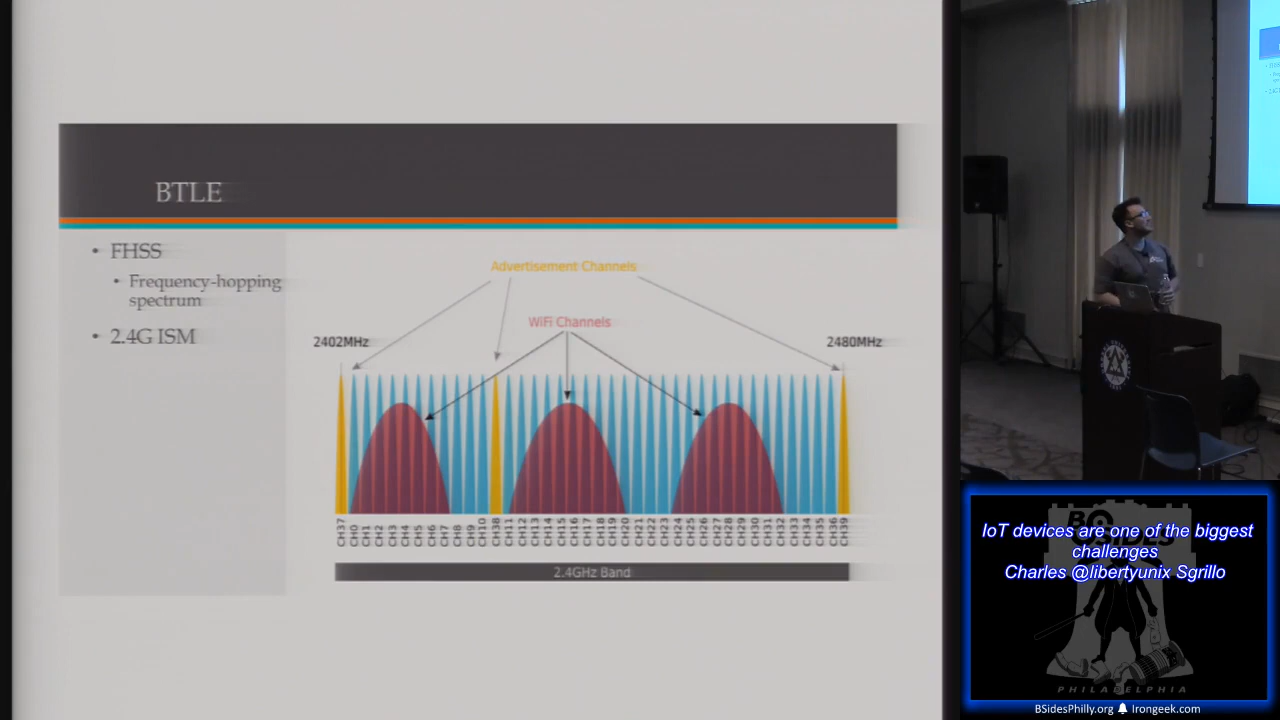 BTLE
• FHSS
• Frequency-hopping
spectrum
• 2.4G ISM
Advertisement Channels
WiFi Channels
2402MHz
2480MHz
CH37 CH0 CH1 CH2 CH3 CH4 CH5 CH6 CH7 CH8 CH9 CH10 CH38 CH11 CH12 CH13 CH14 CH15 CH16 CH17 CH18 CH19 CH20 CH21 CH22 CH23 CH24 CH25 CH26 CH27 CH28 CH29 CH30 CH31 CH32 CH33 CH34 CH35 CH36 CH39
2.4GHz Band
IoT devices are one of the biggest
challenges
Charles @libertyunix Sgrillo
PHILADELPHIA
BSidesPhilly.org Irongeek.com